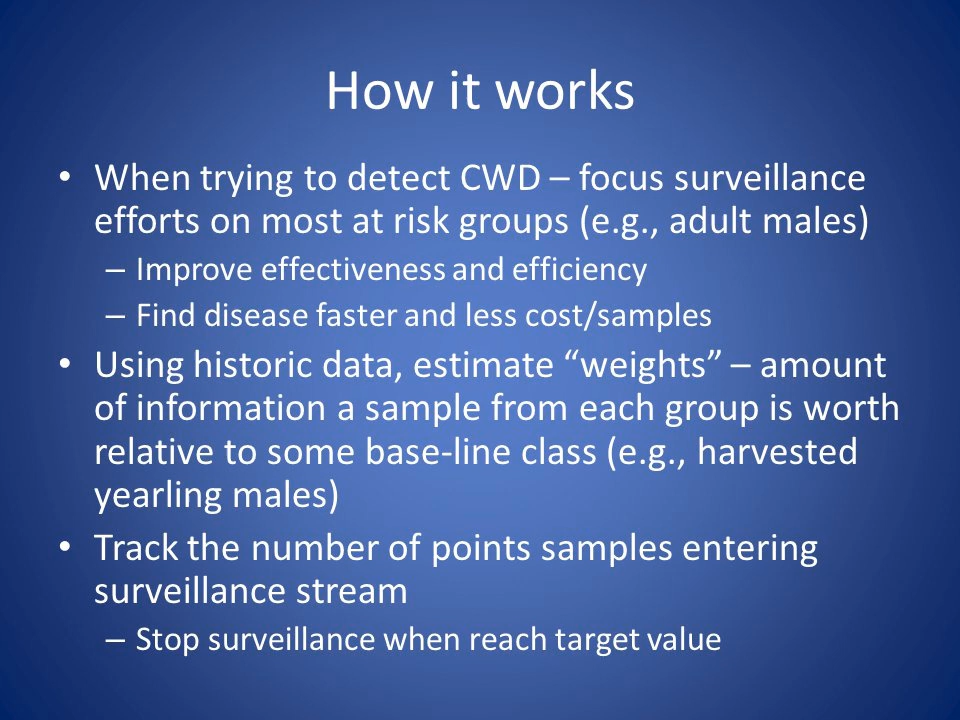 How it works
• When trying to detect CWD – focus surveillance
efforts on most at risk groups (e.g., adult males)
– Improve effectiveness and efficiency
– Find disease faster and less cost/samples
• Using historic data, estimate “weights” – amount
of information a sample from each group is worth
relative to some base-line class (e.g., harvested
yearling males)
• Track the number of points samples entering
surveillance stream
– Stop surveillance when reach target value